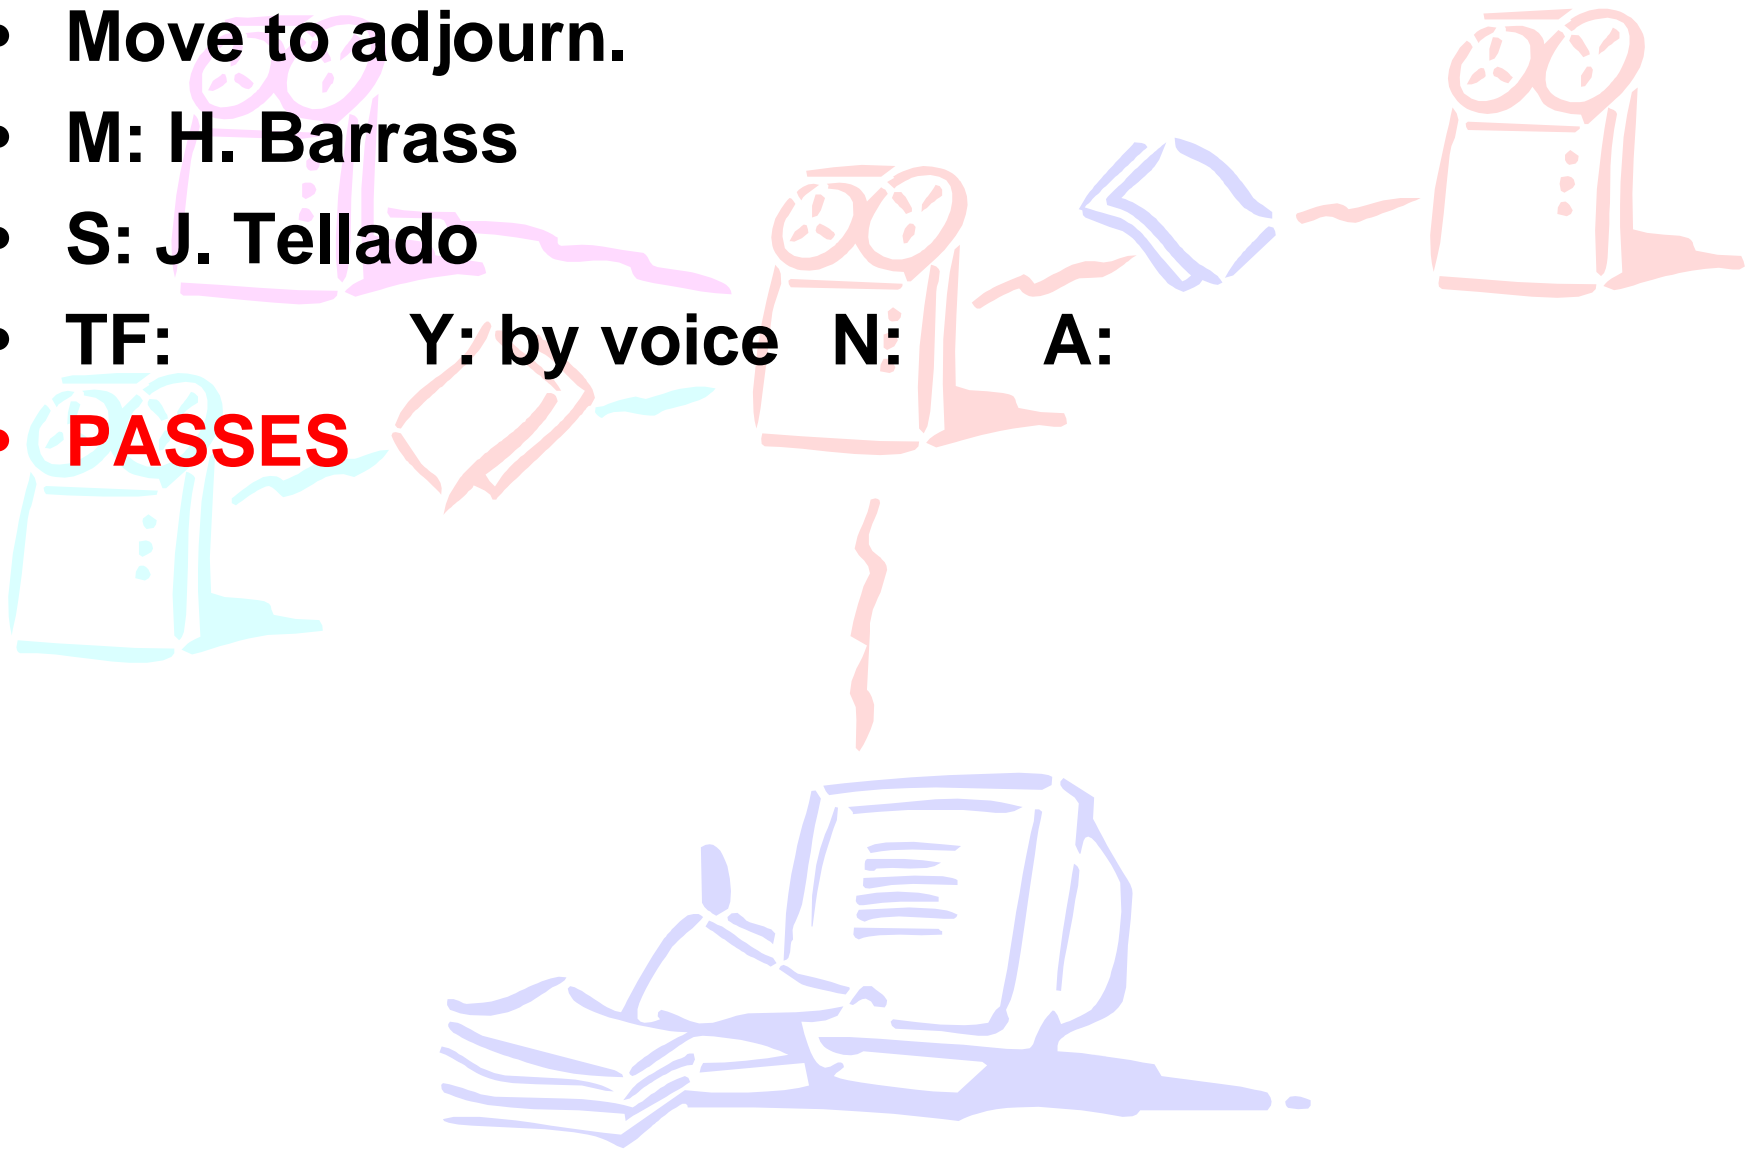 • Move to adjourn.
• M: H. Barrass
• S: J. Tellado
• TF: Y: by voice N: A:
• PASSES